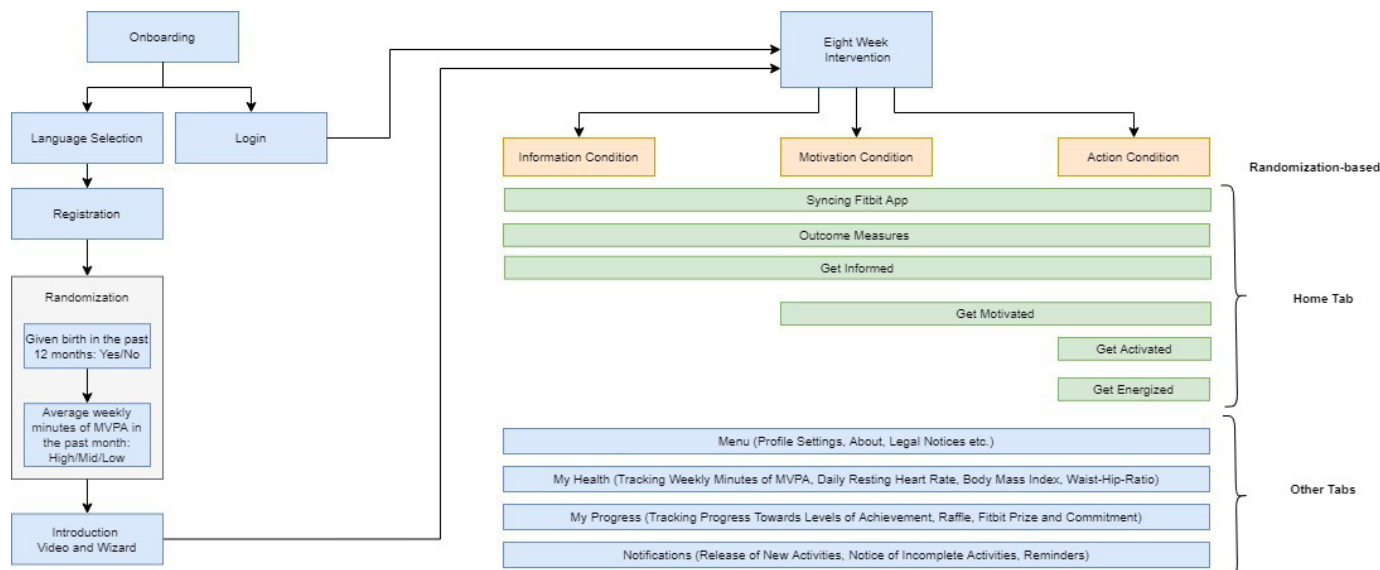 Onboarding
Language Selection
Login
Registration
Randomization
Given birth in the past
12 months: Yes/No
Average weekly
minutes of MVPA in
the past month:
High/Mid/Low
Introduction
Video and Wizard
Eight Week
Intervention
Information Condition
Motivation Condition
Action Condition
Randomization-based
Syncing Fitbit App
Outcome Measures
Get Informed
Get Motivated
Get Activated
Get Energized
Home Tab
Menu (Profile Settings, About, Legal Notices etc.)
My Health (Tracking Weekly Minutes of MVPA, Daily Resting Heart Rate, Body Mass Index, Waist-Hip-Ratio)
My Progress (Tracking Progress Towards Levels of Achievement, Raffle, Fitbit Prize and Commitment)
Notifications (Release of New Activities, Notice of Incomplete Activities, Reminders)
Other Tabs